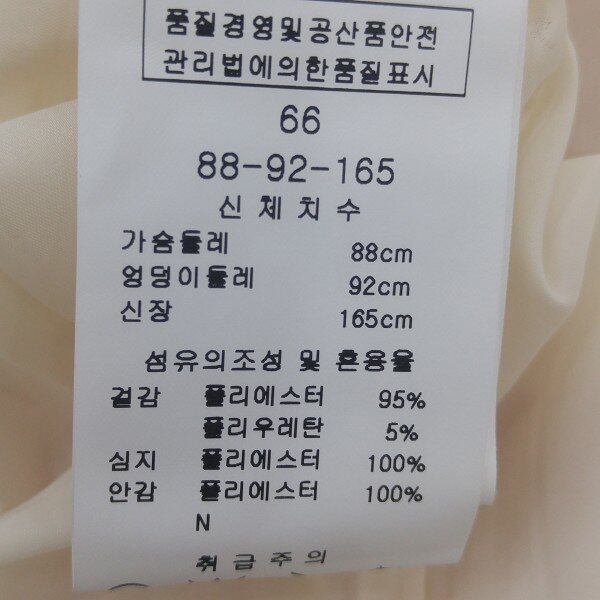 품질경영및공산품안전
관리법에의한품질표시
66
88-92-165
신체치수
가슴둘레 88cm
엉덩이둘레 92cm
신장 165cm
섬유의조성 및 혼용율
겉감 폴리에스터 95%
폴리우레탄 5%
심지 폴리에스터 100%
안감 폴리에스터 100%
N
취급주의